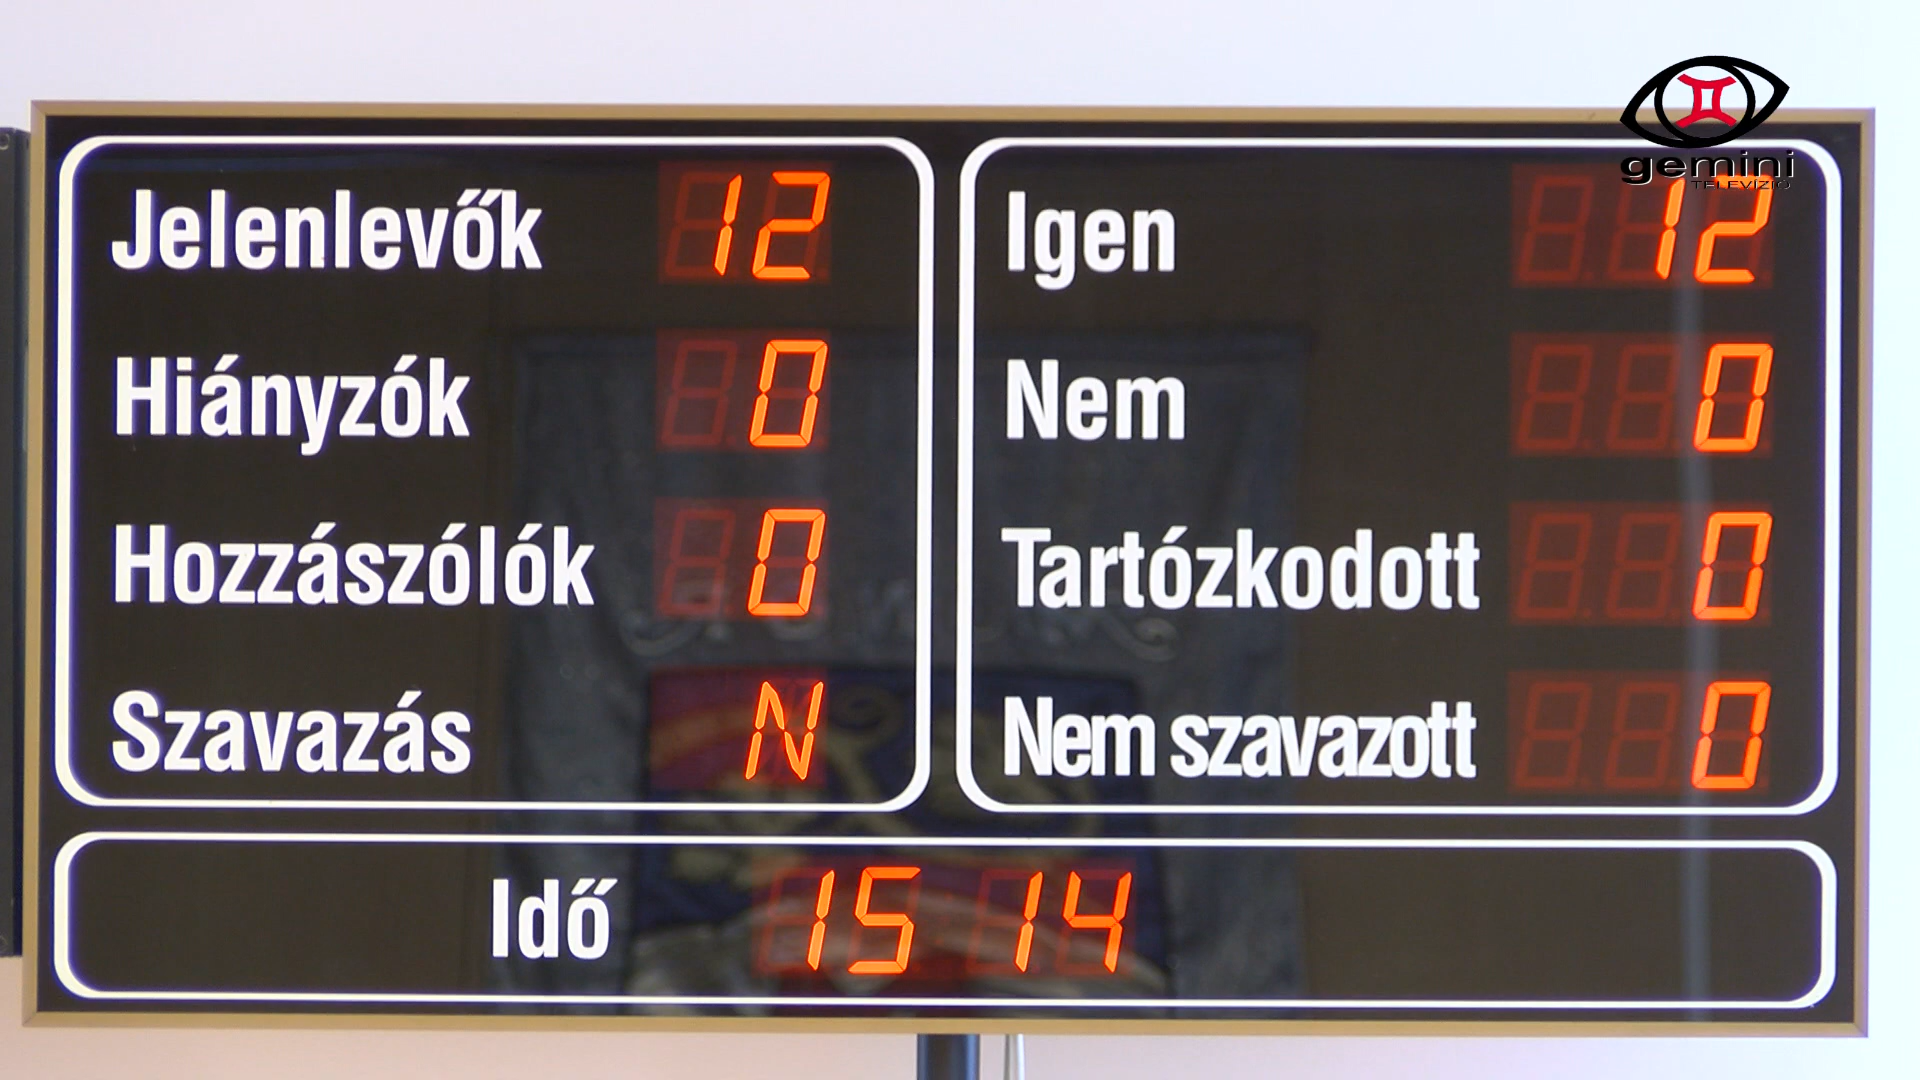 gemini
TELEVÍZIÓ
Jelenlevők 12
Hiányzók 0
Hozzászólók 0
Szavazás N
Igen 12
Nem 0
Tartózkodott 0
Nem szavazott 0
Idő 15 14